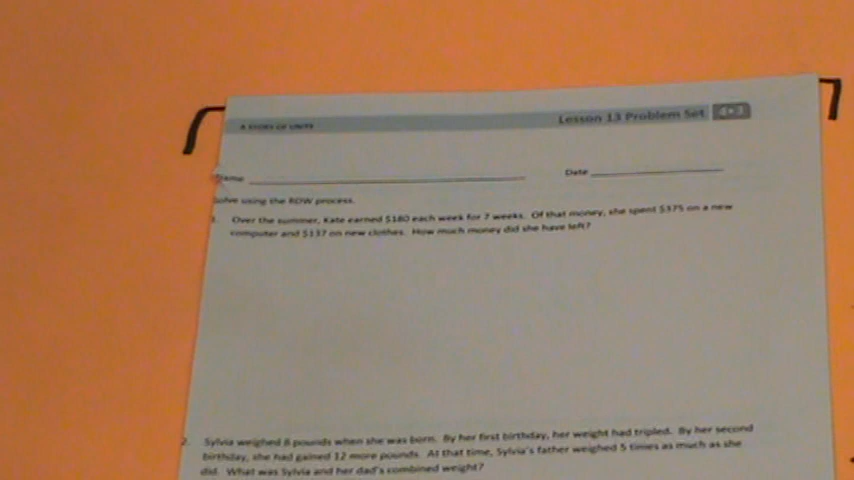 A STORY OF UNITS
Lesson 13 Problem Set
Name
Date
Solve using the RDW process.
1. Over the summer, Kate earned $180 each week for 7 weeks. Of that money, she spent $375 on a new
computer and $137 on new clothes. How much money did she have left?
2. Sylvia weighed 8 pounds when she was born. By her first birthday, her weight had tripled. By her second
birthday, she had gained 12 more pounds. At that time, Sylvia's father weighed 5 times as much as she
did. What was Sylvia and her dad's combined weight?